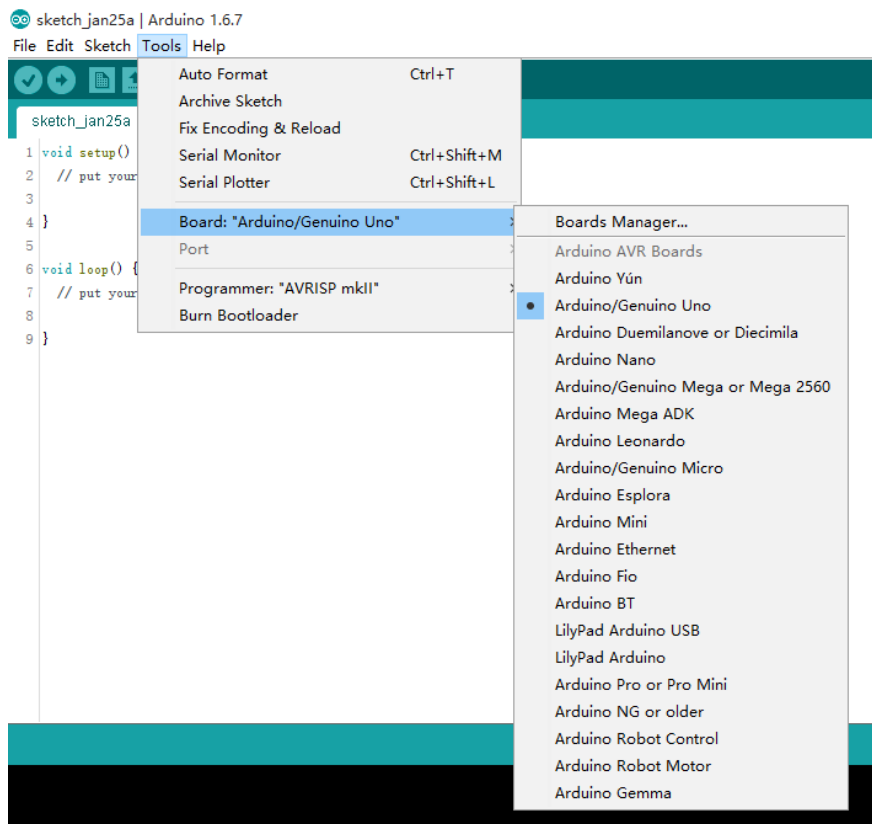 sketch_jan25a | Arduino 1.6.7
File Edit Sketch Tools Help
sketch_jan25a
1 void setup()
2 // put your
3
4 }
5
6 void loop() {
7 // put your
8
9 }
Auto Format Ctrl+T
Archive Sketch
Fix Encoding & Reload
Serial Monitor Ctrl+Shift+M
Serial Plotter Ctrl+Shift+L
Board: "Arduino/Genuino Uno"
Port
Programmer: "AVRISP mkII"
Burn Bootloader
Boards Manager...
Arduino AVR Boards
Arduino Yún
Arduino/Genuino Uno
Arduino Duemilanove or Diecimila
Arduino Nano
Arduino/Genuino Mega or Mega 2560
Arduino Mega ADK
Arduino Leonardo
Arduino/Genuino Micro
Arduino Esplora
Arduino Mini
Arduino Ethernet
Arduino Fio
Arduino BT
LilyPad Arduino USB
LilyPad Arduino
Arduino Pro or Pro Mini
Arduino NG or older
Arduino Robot Control
Arduino Robot Motor
Arduino Gemma